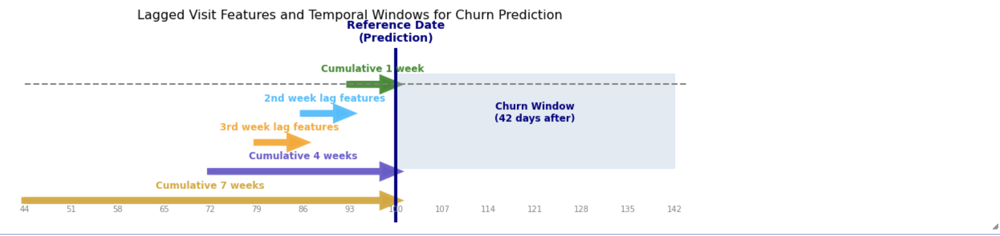 Lagged Visit Features and Temporal Windows for Churn Prediction
Reference Date
(Prediction)
Cumulative 1 week
2nd week lag features
Churn Window
(42 days after)
3rd week lag features
Cumulative 4 weeks
Cumulative 7 weeks
44 51 58 65 72 79 86 93 100 107 114 121 128 135 142